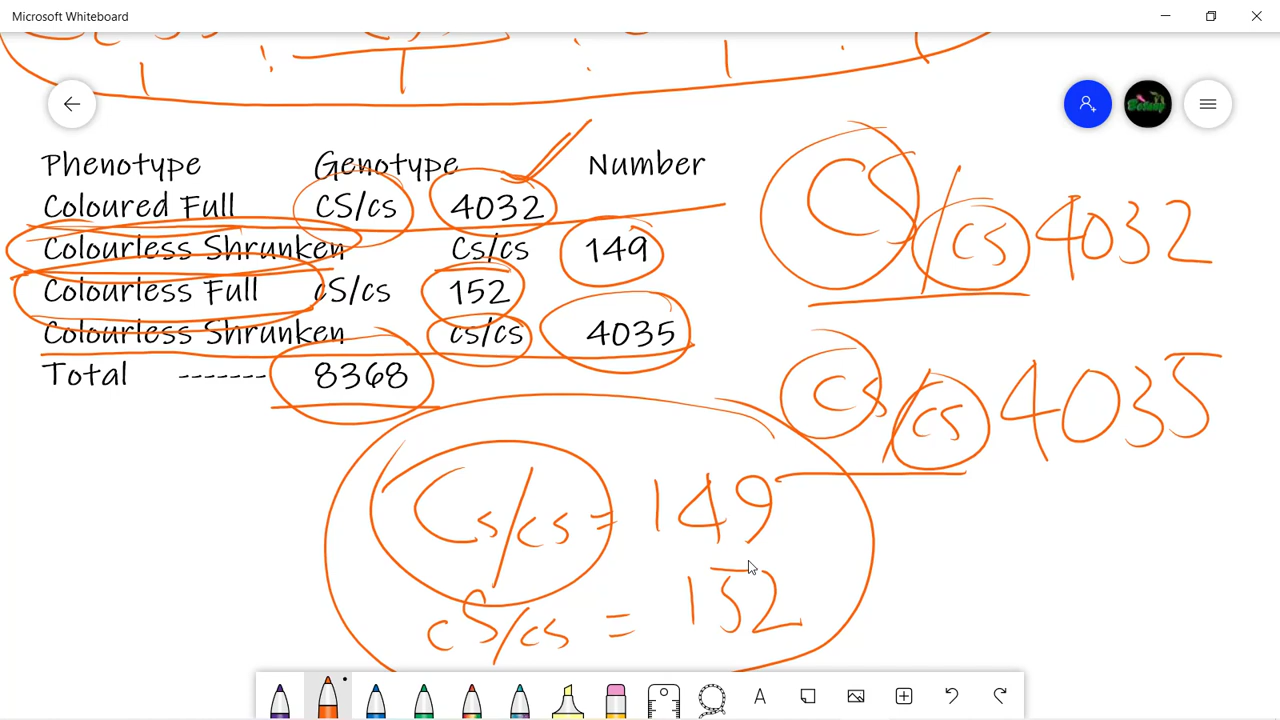 Microsoft Whiteboard
Phenotype Genotype Number
Coloured Full CS/cs 4032
Colourless Shrunken Cs/cs 149
Colourless Full cS/cs 152
Colourless Shrunken cs/cs 4035
Total ------- 8368
CS/cs 4032
cs/cs 4035
Cs/cs = 149
cS/cs = 152
A